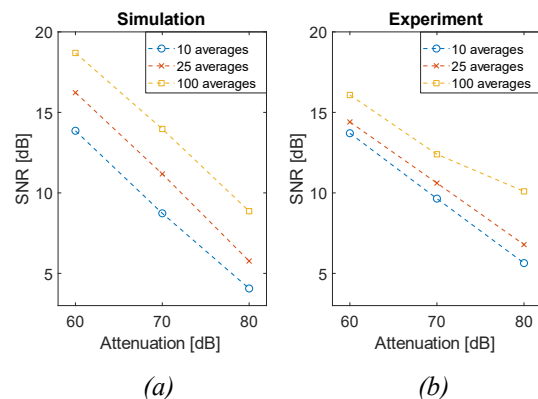 Simulation
20
15
10
5
SNR [dB]
10 averages
25 averages
100 averages
60 70 80
Attenuation [dB]
(a)
Experiment
20
15
10
5
SNR [dB]
10 averages
25 averages
100 averages
60 70 80
Attenuation [dB]
(b)